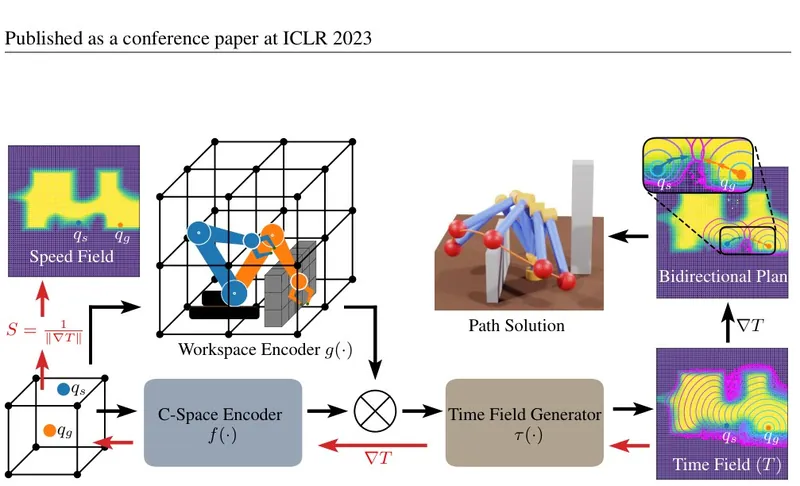 Published as a conference paper at ICLR 2023
q_s q_g
Speed Field
S = 1/‖∇T‖
Workspace Encoder g(·)
Path Solution
q_s q_g
Bidirectional Plan
∇T
q_s
q_g
C-Space Encoder
f(·)
Time Field Generator
τ(·)
∇T
q_s q_g
Time Field (T)